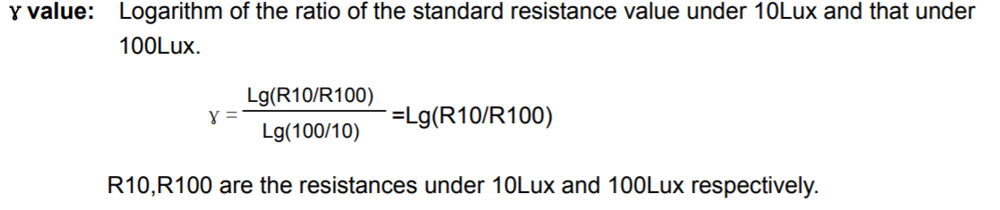 ɣ value: Logarithm of the ratio of the standard resistance value under 10Lux and that under
100Lux.
Lg(R10/R100)
ɣ = =Lg(R10/R100)
Lg(100/10)
R10,R100 are the resistances under 10Lux and 100Lux respectively.